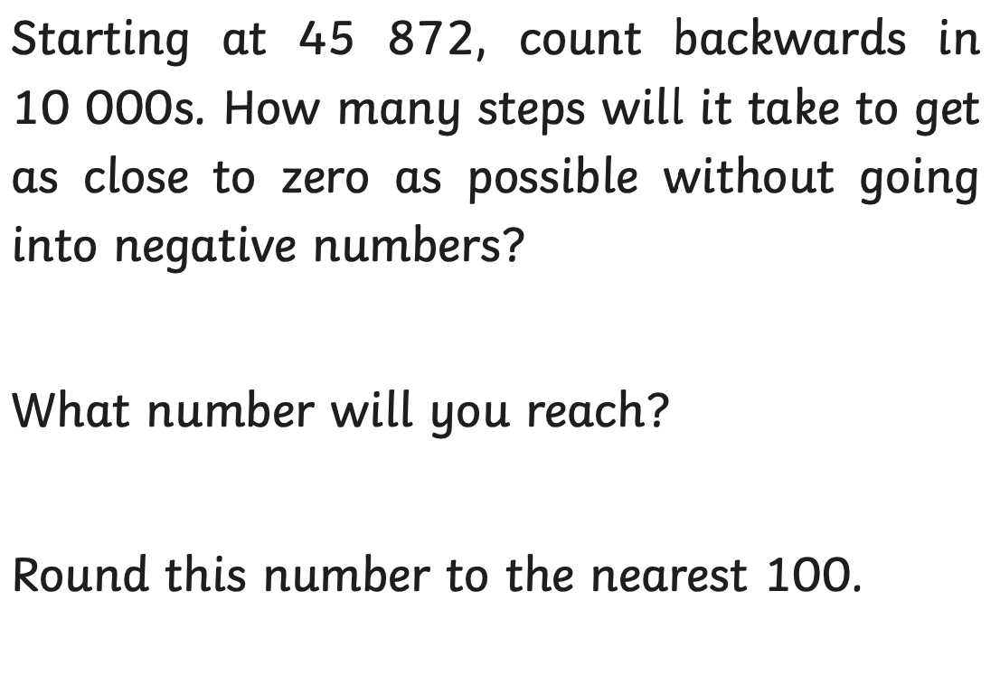 Starting at 45 872, count backwards in
10 000s. How many steps will it take to get
as close to zero as possible without going
into negative numbers?
What number will you reach?
Round this number to the nearest 100.